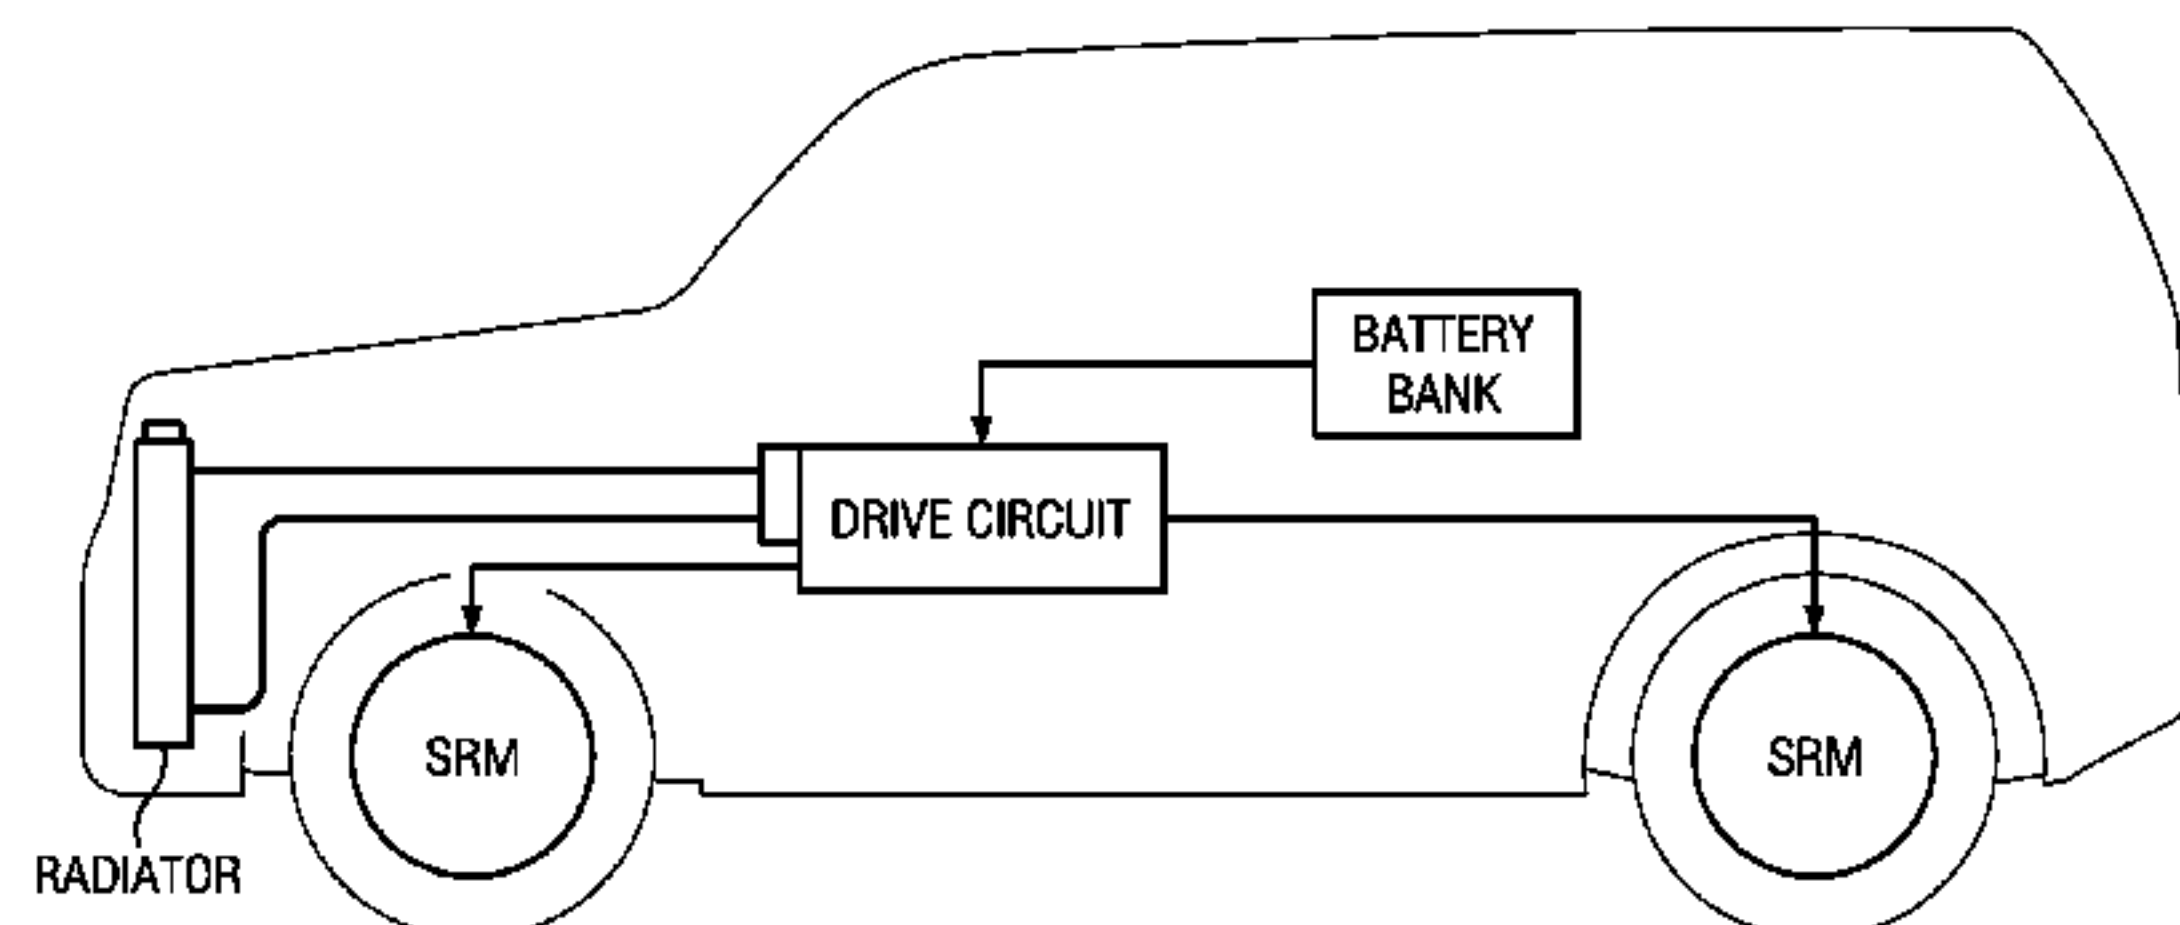 BATTERY
BANK
DRIVE CIRCUIT
SRM
SRM
RADIATOR